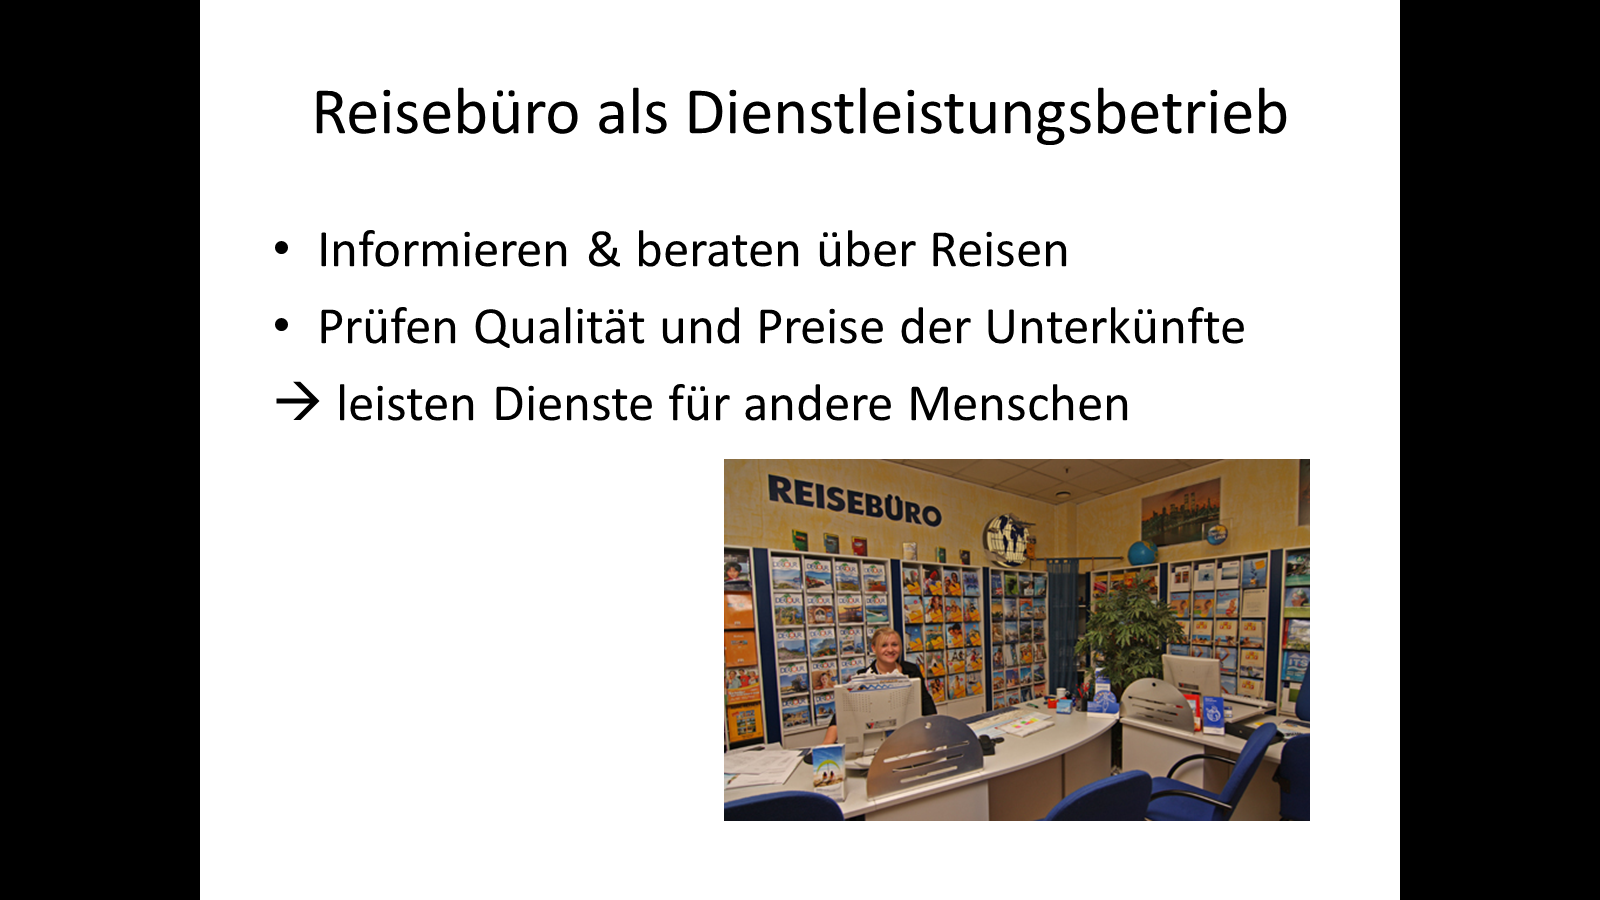 Reisebüro als Dienstleistungsbetrieb
• Informieren & beraten über Reisen
• Prüfen Qualität und Preise der Unterkünfte
→ leisten Dienste für andere Menschen
REISEBÜRO